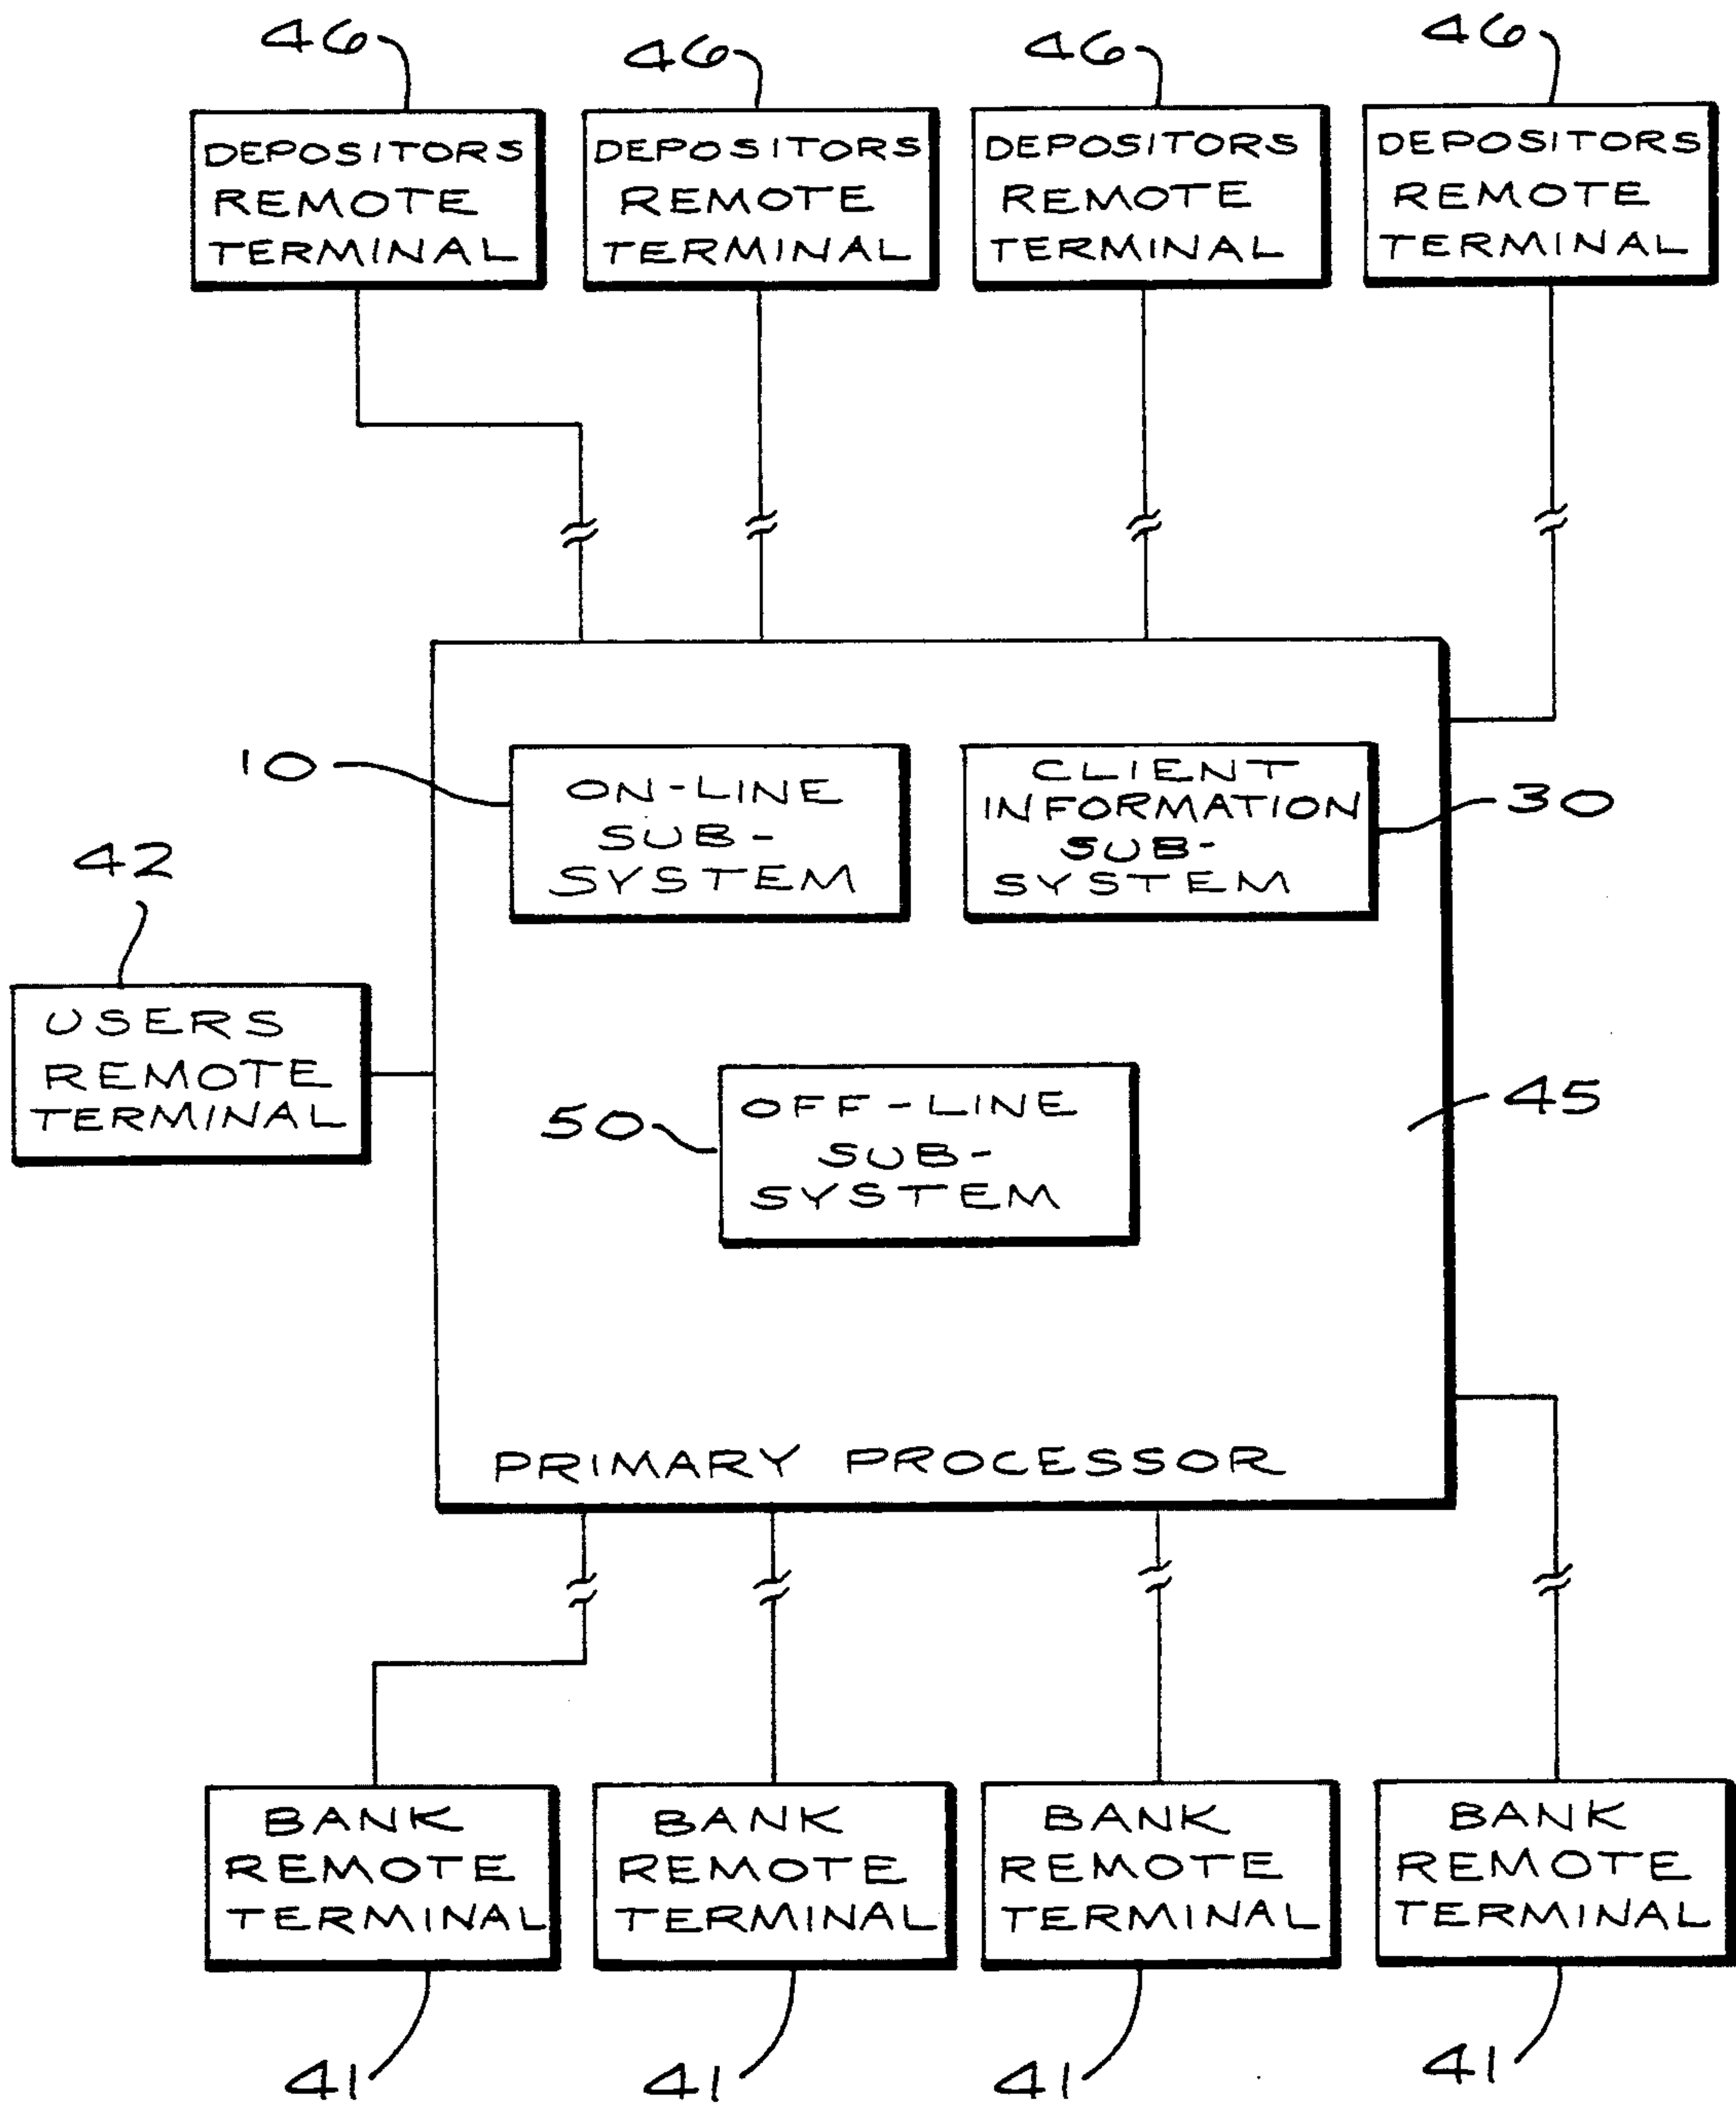 46
46
46
46
DEPOSITORS
REMOTE
TERMINAL
DEPOSITORS
REMOTE
TERMINAL
DEPOSITORS
REMOTE
TERMINAL
DEPOSITORS
REMOTE
TERMINAL
10
ON-LINE
SUB-
SYSTEM
CLIENT
INFORMATION
SUB-
SYSTEM
30
42
USERS
REMOTE
TERMINAL
50
OFF-LINE
SUB-
SYSTEM
45
PRIMARY PROCESSOR
BANK
REMOTE
TERMINAL
BANK
REMOTE
TERMINAL
BANK
REMOTE
TERMINAL
BANK
REMOTE
TERMINAL
41
41
41
41